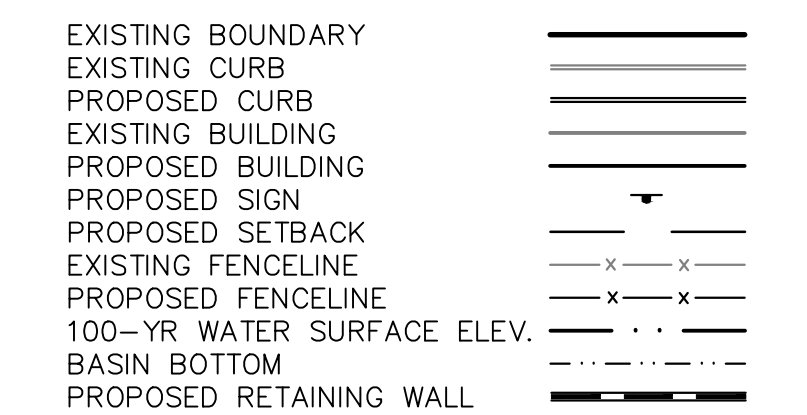 EXISTING BOUNDARY
EXISTING CURB
PROPOSED CURB
EXISTING BUILDING
PROPOSED BUILDING
PROPOSED SIGN
PROPOSED SETBACK
EXISTING FENCELINE
PROPOSED FENCELINE
100-YR WATER SURFACE ELEV.
BASIN BOTTOM
PROPOSED RETAINING WALL